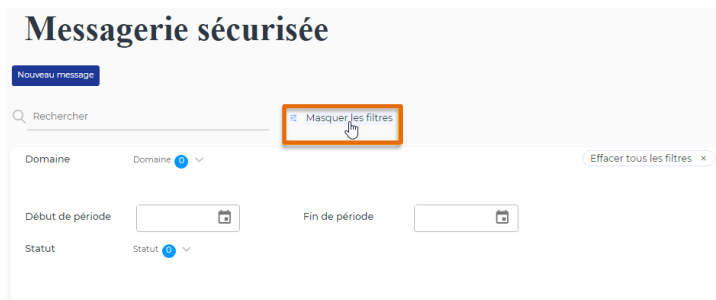 Messagerie sécurisée
Nouveau message
Rechercher
Masquer les filtres
Domaine
Domaine 0
Effacer tous les filtres ×
Début de période
Fin de période
Statut
Statut 0